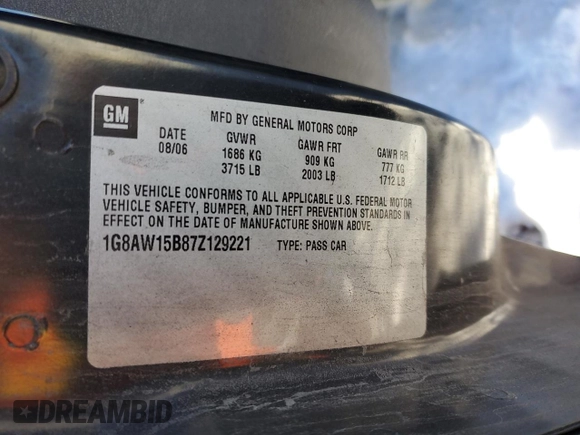 GM
MFD BY GENERAL MOTORS CORP
DATE GVWR GAWR FRT GAWR RR
08/06 1686 KG 909 KG 777 KG
3715 LB 2003 LB 1712 LB
THIS VEHICLE CONFORMS TO ALL APPLICABLE U.S. FEDERAL MOTOR
VEHICLE SAFETY, BUMPER, AND THEFT PREVENTION STANDARDS IN
EFFECT ON THE DATE OF MANUFACTURE SHOWN ABOVE.
1G8AW15B87Z129221 TYPE: PASS CAR
DREAMBID